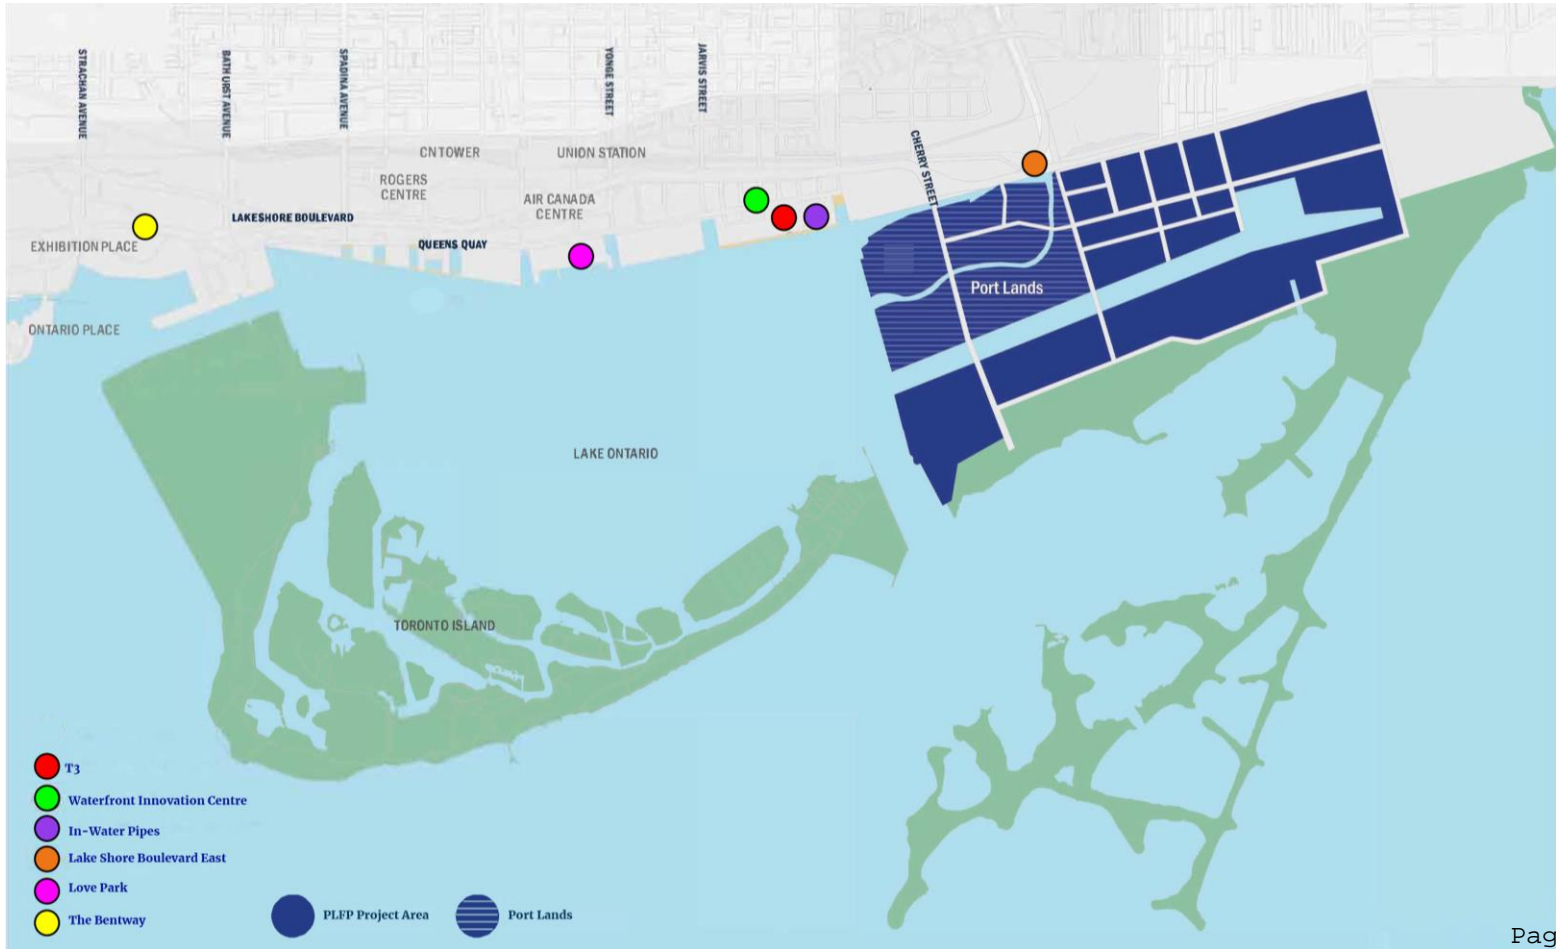 STRACHAN AVENUE
BATHURST AVENUE
SPADINA AVENUE
YONGE STREET
JARVIS STREET
CHERRY STREET
CN TOWER
UNION STATION
ROGERS
CENTRE
AIR CANADA
CENTRE
LAKESHORE BOULEVARD
EXHIBITION PLACE
QUEENS QUAY
Port Lands
ONTARIO PLACE
LAKE ONTARIO
TORONTO ISLAND
T3
Waterfront Innovation Centre
In-Water Pipes
Lake Shore Boulevard East
Love Park
The Bentway
PLFP Project Area
Port Lands
Pag